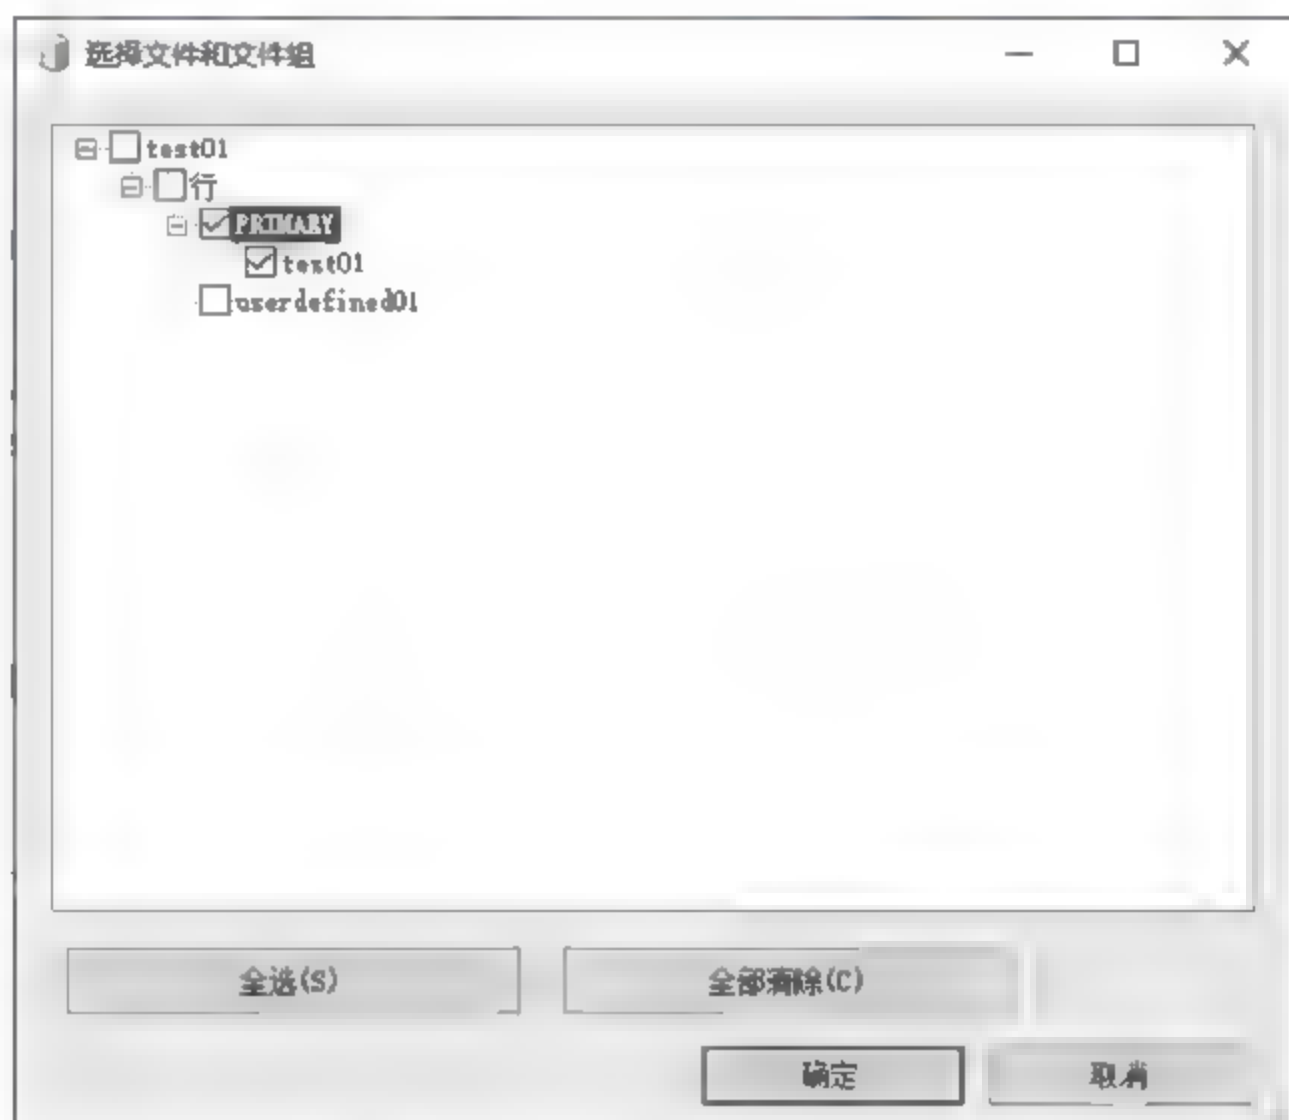 选择文件和文件组
test01
行
PRIMARY
test01
userdefined01
全选(S)
全部清除(C)
确定
取消